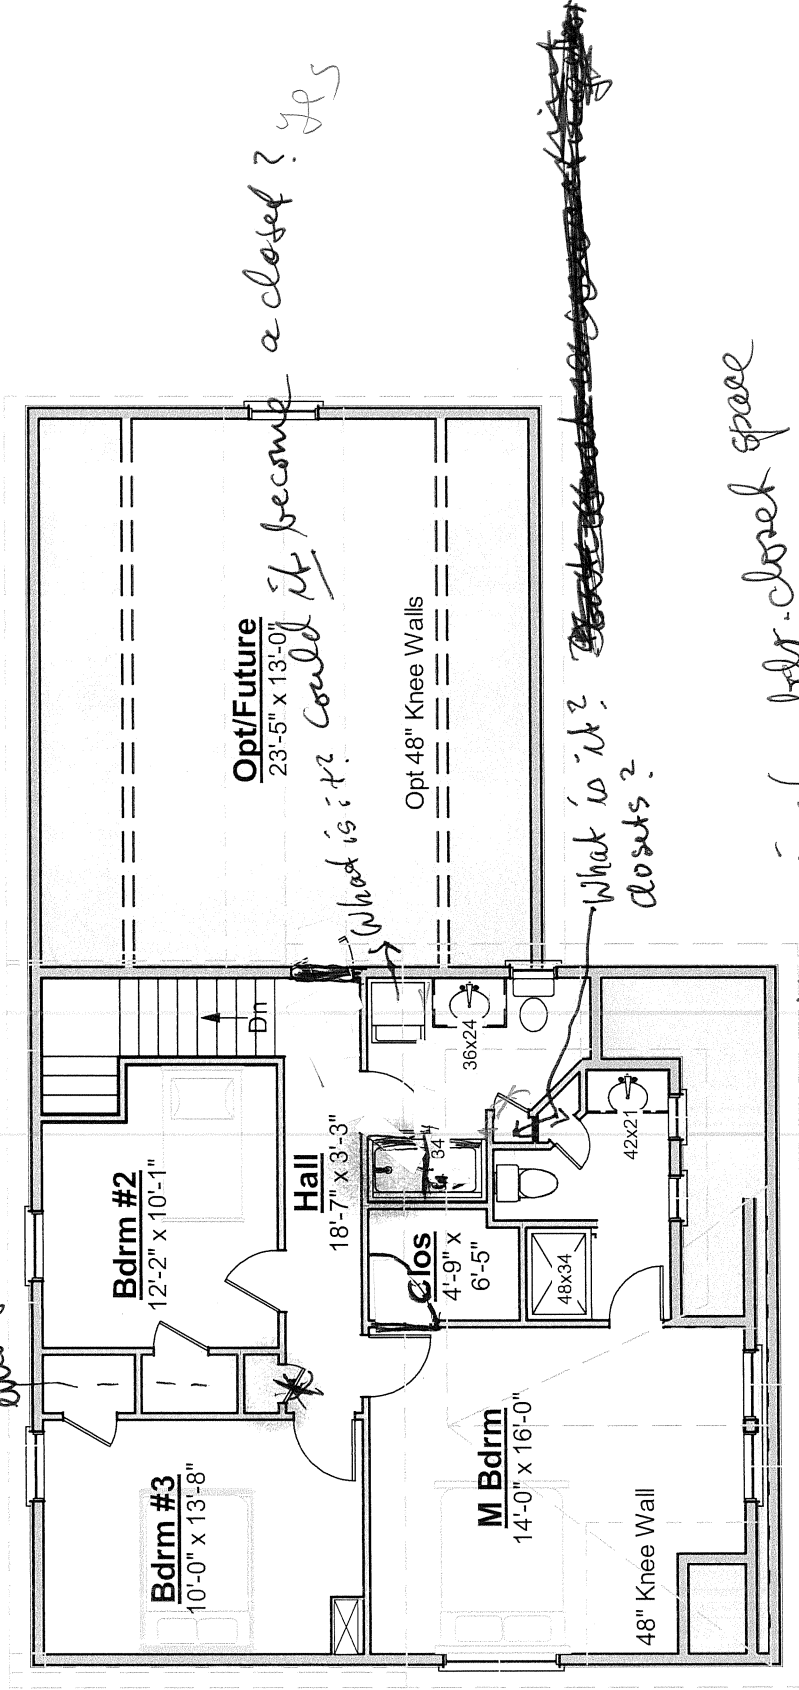 Opt/Future
23'-5" x 13'-0"
Opt 48" Knee Walls
What is it? Could it become a closet? Yes
What is it?
closets?
closet space
Dn
36x24
42x21
34
48x34
Hall
18'-7" x 3'-3"
Clos
4'-9" x
6'-5"
Bdrm #2
12'-2" x 10'-1"
Bdrm #3
10'-0" x 13'-8"
M Bdrm
14'-0" x 16'-0"
48" Knee Wall